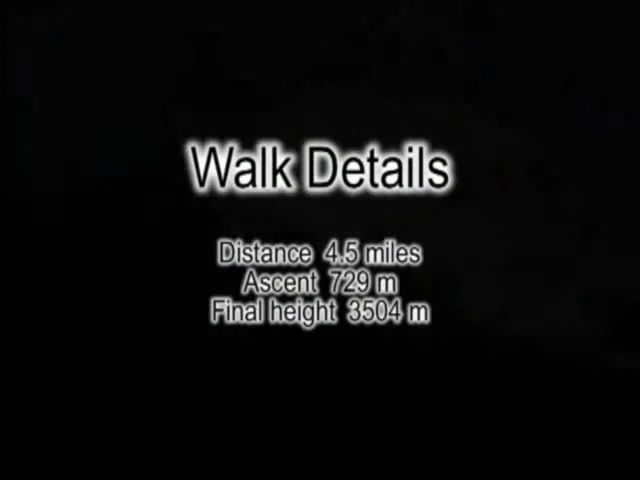 Walk Details
Distance 4.5 miles
Ascent 729 m
Final height 3504 m